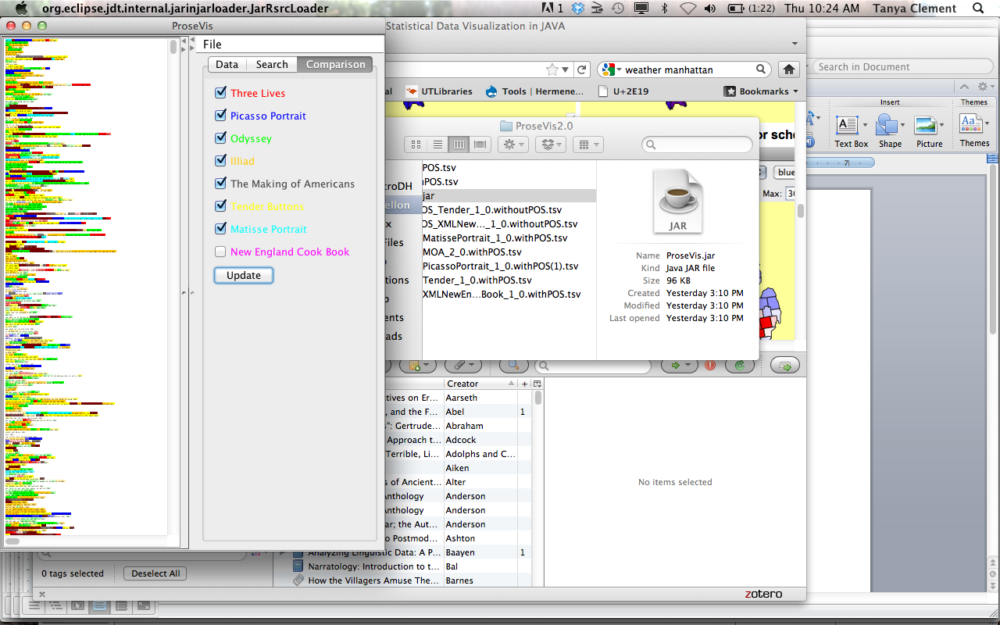 org.eclipse.jdt.internal.jarinjarloader.JarRsrcLoader
1
(1:22)
Thu 10:24 AM
Tanya Clement
ProseVis
File
Data
Search
Comparison
Three Lives
Picasso Portrait
Odyssey
Illiad
The Making of Americans
Tender Buttons
Matisse Portrait
New England Cook Book
Update
Statistical Data Visualization in JAVA
weather manhattan
al
UTLibraries
Tools | Hermene...
U+2E19
Bookmarks
ProseVis2.0
POS.tsv
POS.tsv
croDH
jar
ellon
OS_Tender_1_0.withoutPOS.tsv
OS_XMLNew..._1_0.withoutPOS.tsv
MatissePortrait_1_0.withPOS.tsv
Files
MOA_2_0.withPOS.tsv
PicassoPortrait_1_0.withPOS(1).tsv
tions
Tender_1_0.withPOS.tsv
XMLNewEn...Book_1_0.withPOS.tsv
ents
ads
JAR
Name ProseVis.jar
Kind Java JAR file
Size 96 KB
Created Yesterday 3:10 PM
Modified Yesterday 3:10 PM
Last opened Yesterday 3:10 PM
or scho
blue
Max:
Search in Document
Insert
Themes
Text Box
Shape
Picture
Themes
7
Creator
+
tives on Er... Aarseth
, and the F... Abel 1
s": Gertrude... Abraham
Approach t... Adcock
Terrible, Li... Adolphs and C...
Aiken
s of Ancient... Alter
nthology Anderson
nthology Anderson
ar; the Aut... Anderson
o Postmod... Ashton
Analyzing Linguistic Data: A P... Baayen 1
Narratology: Introduction to t... Bal
How the Villagers Amuse The... Barnes
No items selected
0 tags selected
Deselect All
zotero